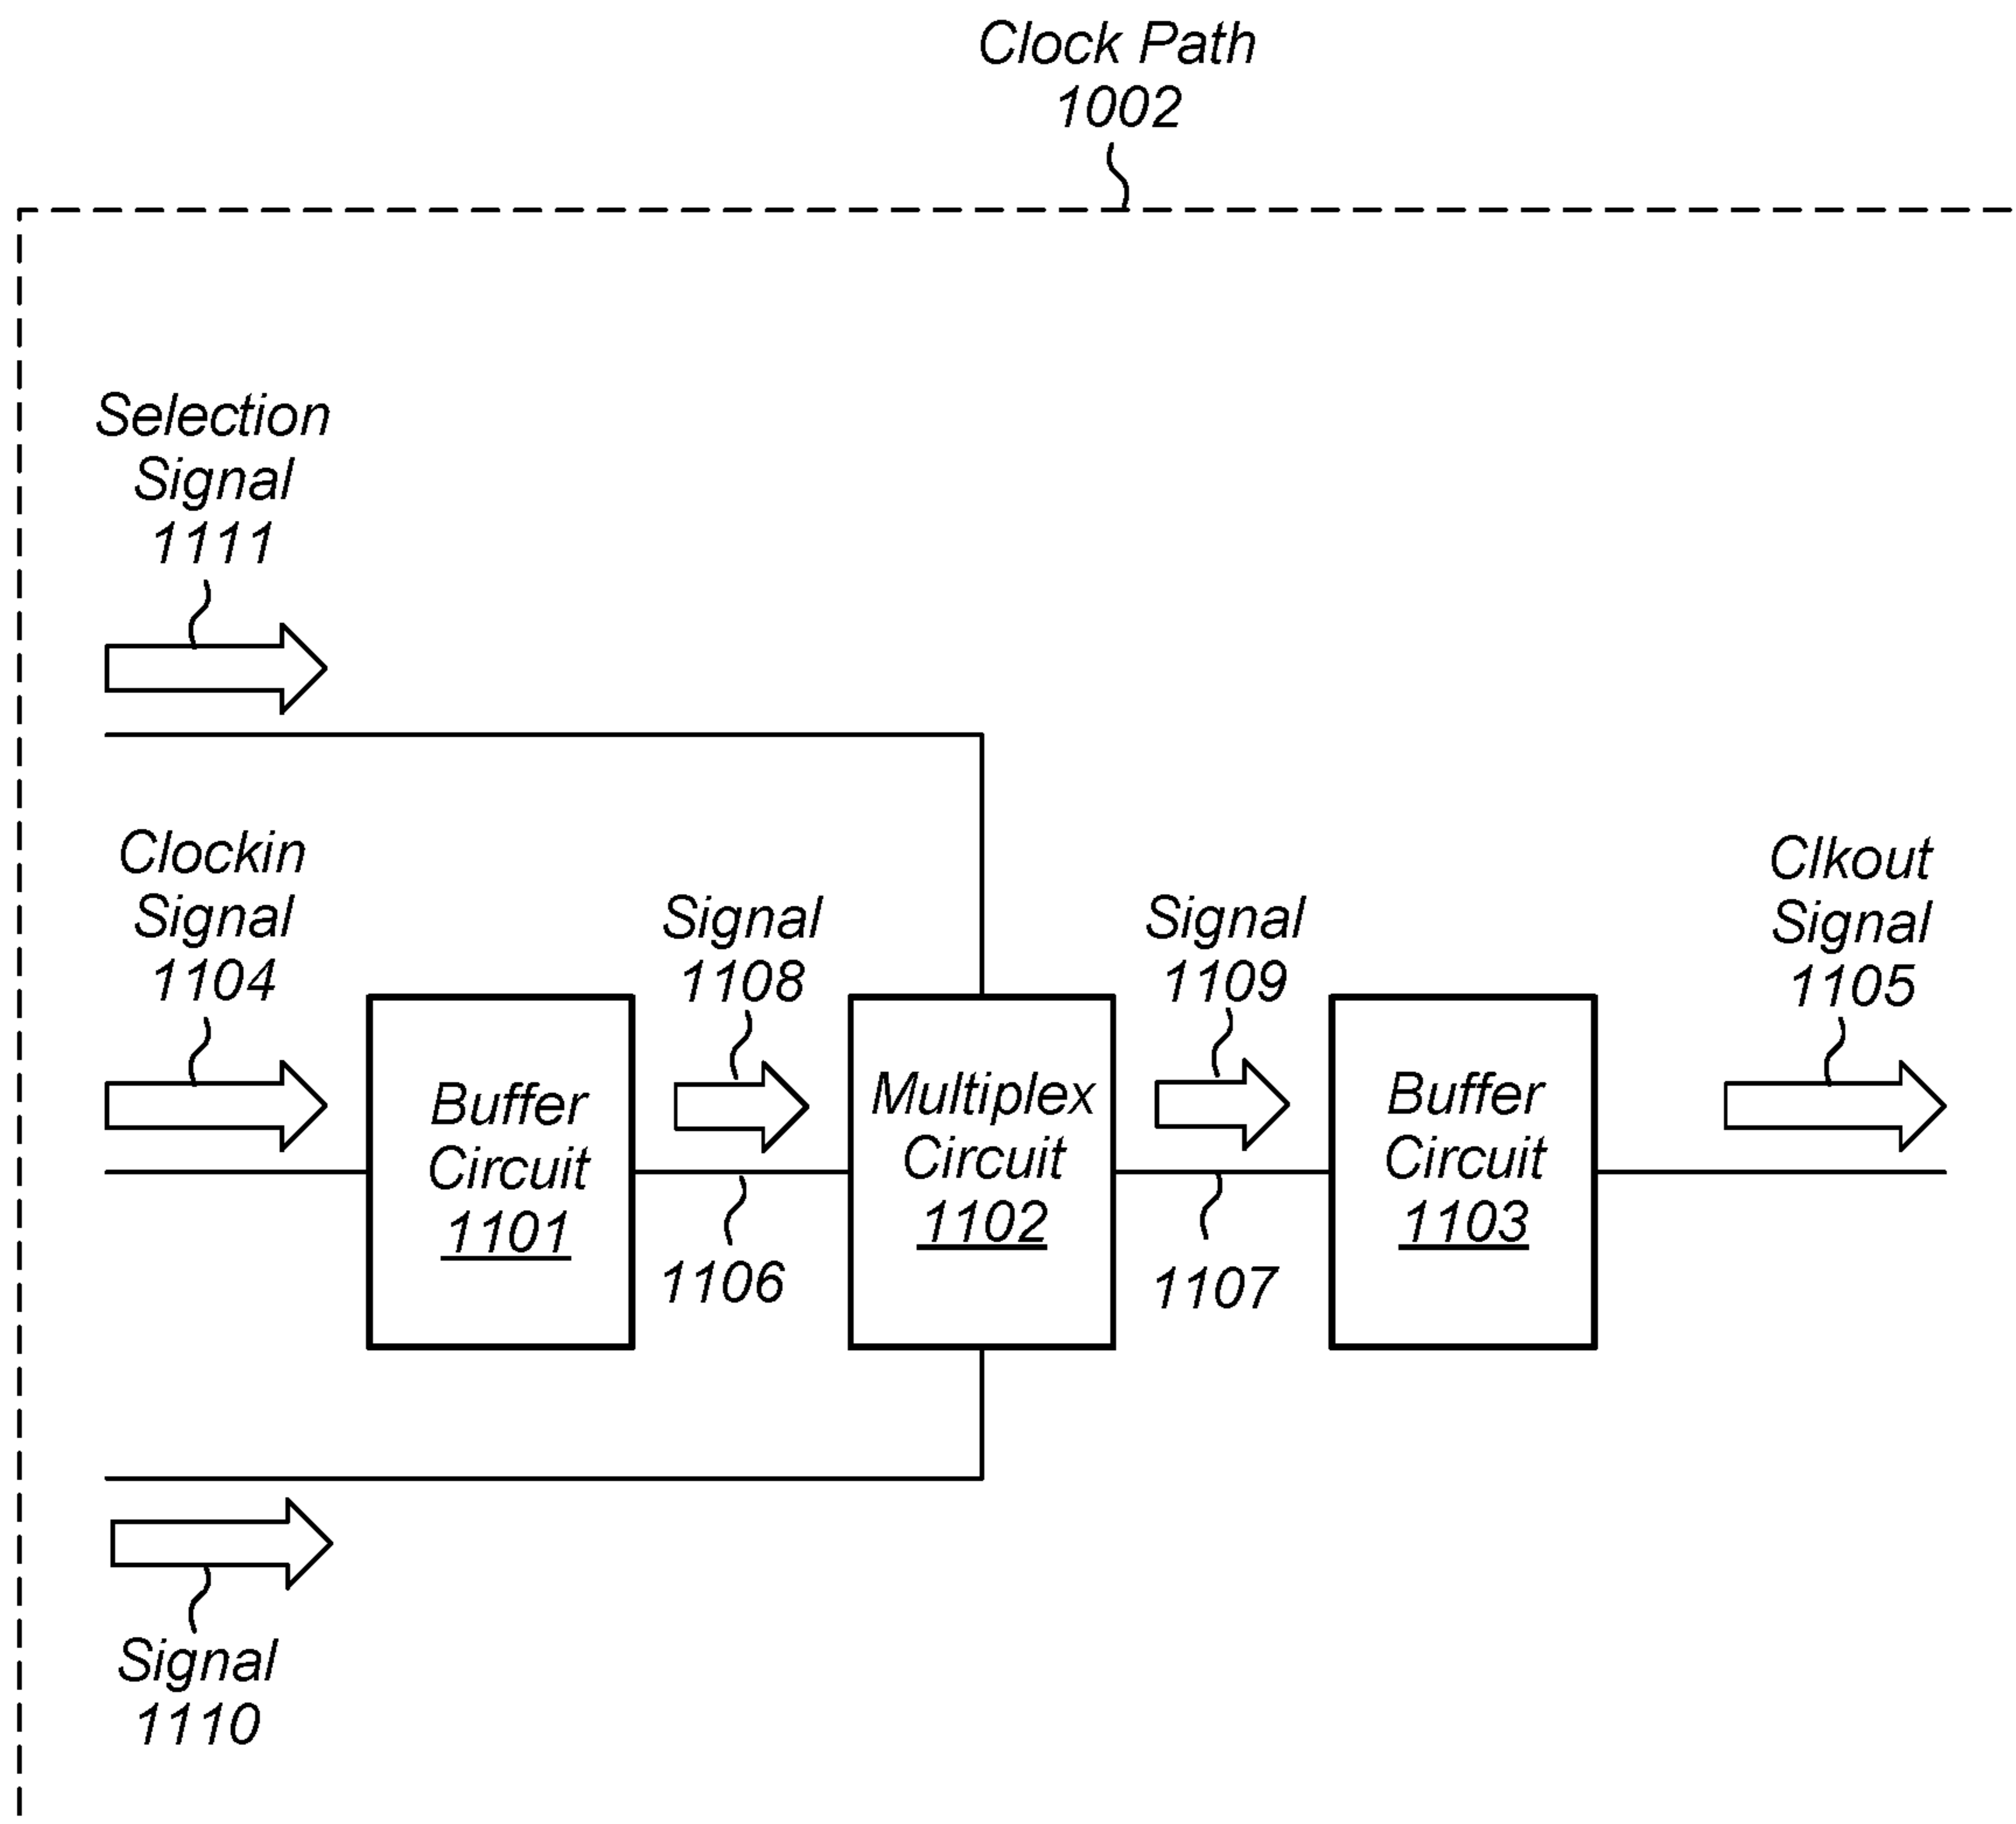 Clock Path
1002
Selection
Signal
1111
Clockin
Signal
1104
Signal
1108
Signal
1109
Clkout
Signal
1105
Buffer
Circuit
1101
Multiplex
Circuit
1102
Buffer
Circuit
1103
1106
1107
Signal
1110